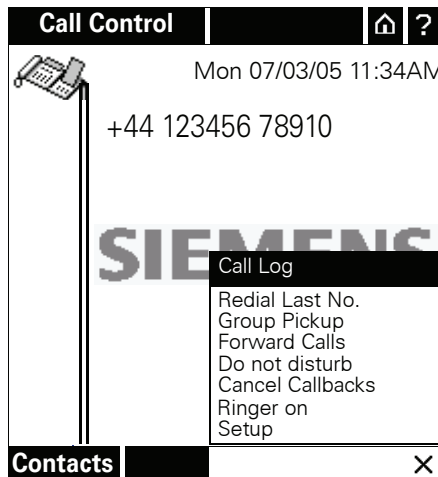 Call Control ?
Mon 07/03/05 11:34AM
+44 123456 78910
SIEMENS
Call Log
Redial Last No.
Group Pickup
Forward Calls
Do not disturb
Cancel Callbacks
Ringer on
Setup
Contacts